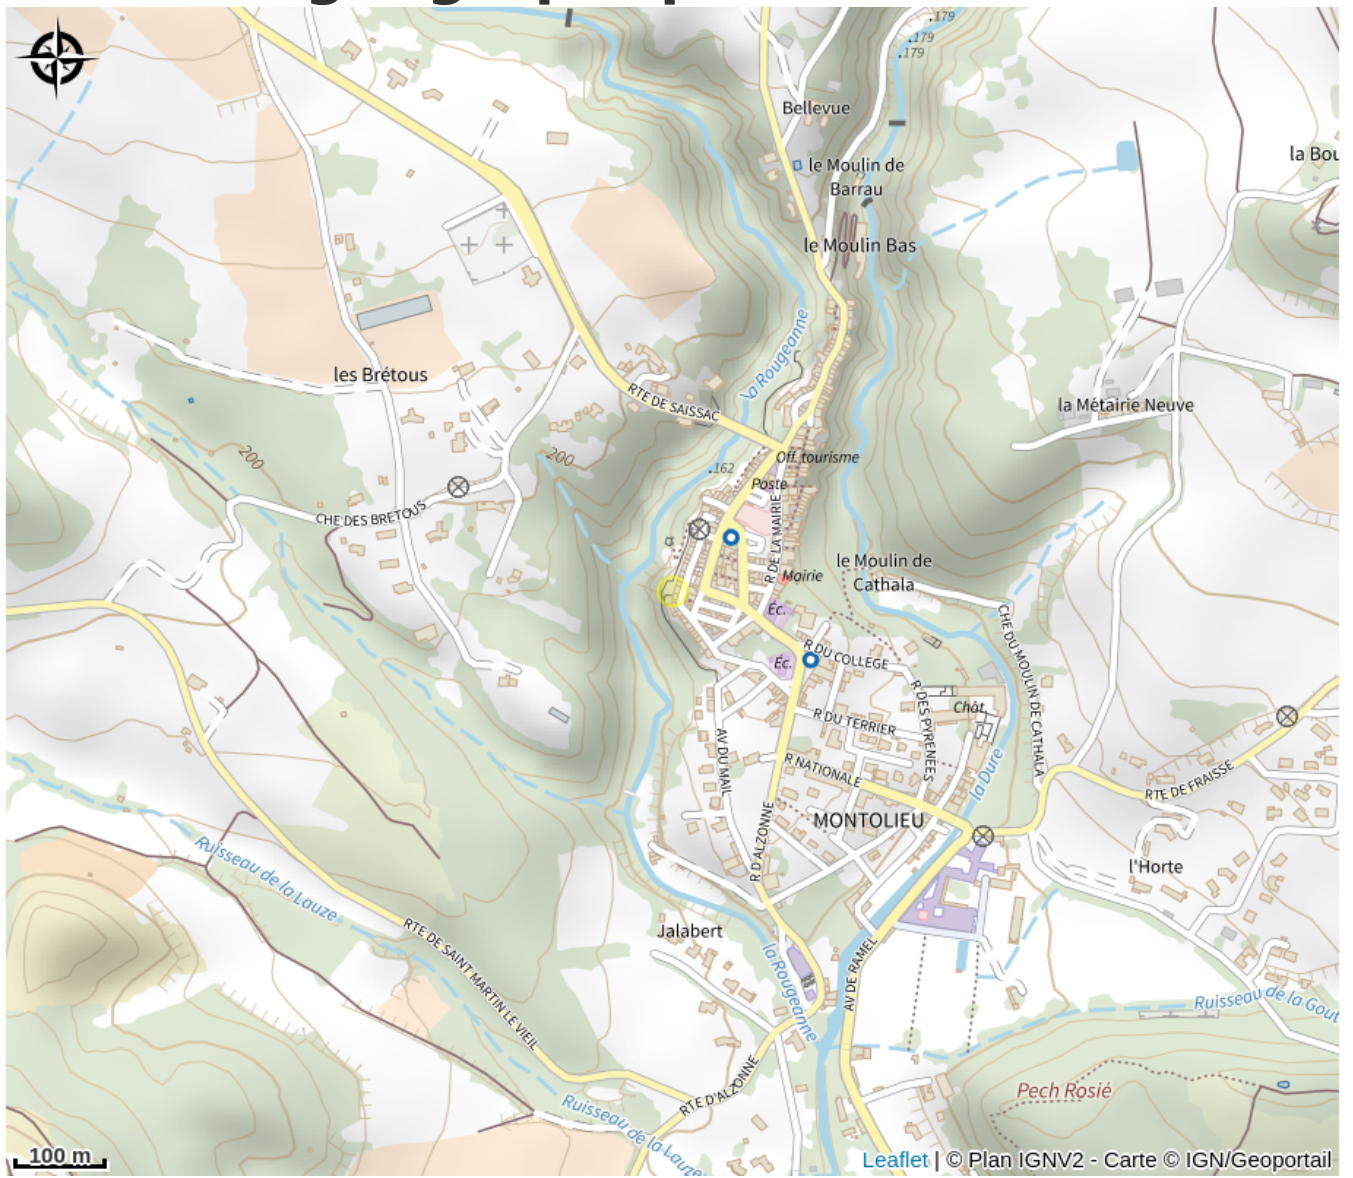 .179
.179
.179
Bellevue
la Bou
le Moulin de
Barrau
le Moulin Bas
la Rougeanne
les Brétous
RTE DE SAISSAC
la Métairie Neuve
200
200
Off. tourisme
.162
Poste
CHE DES BRETOUS
R DE LA MAIRIE
le Moulin de
Cathala
Mairie
Éc.
CHE DU MOULIN DE CATHALA
R DU COLLEGE
Éc.
R DES PYRENEES
Chât.
R DU TERRIER
AV DU MAIL
R NATIONALE
la Dure
RTE DE FRAISSE
MONTOLIEU
R D'ALZONNE
Ruisseau de la Lauze
l'Horte
RTE DE SAINT MARTIN LE VIEIL
Jalabert
la Rougeanne
AV DE RAMEL
Ruisseau de la Gout
Pech Rosié
RTE D'ALZONNE
Ruisseau de la Lauze
100 m
Leaflet | © Plan IGNV2 - Carte © IGN/Geoportail